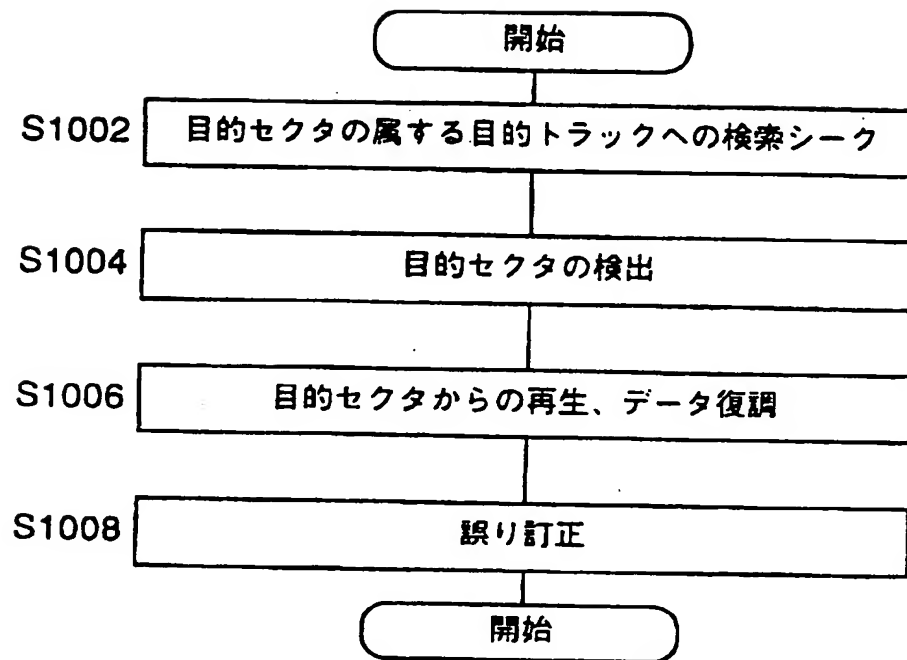 開始
S1002 目的セクタの属する目的トラックへの検索シーク
S1004 目的セクタの検出
S1006 目的セクタからの再生、データ復調
S1008 誤り訂正
開始